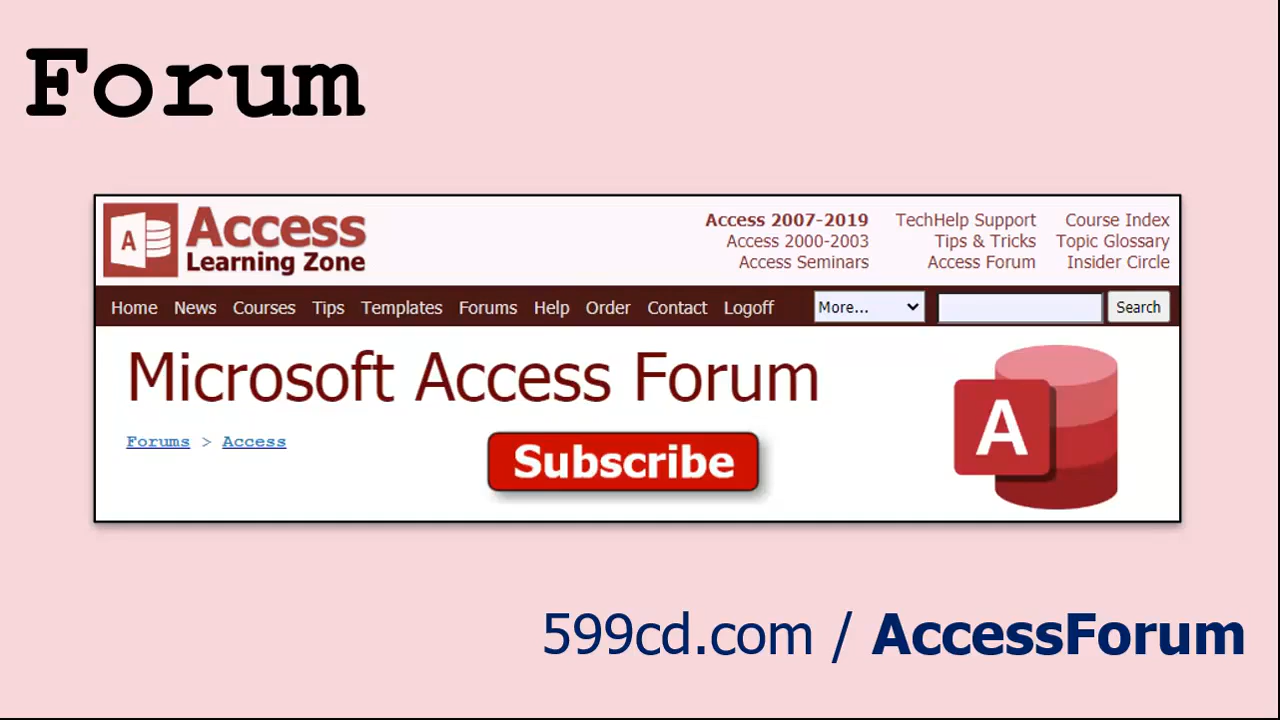 Forum
A
Access
Learning Zone
Access 2007-2019
TechHelp Support
Course Index
Access 2000-2003
Tips & Tricks
Topic Glossary
Access Seminars
Access Forum
Insider Circle
Home News Courses Tips Templates Forums Help Order Contact Logoff More... Search
Microsoft Access Forum
Forums > Access
Subscribe
A
599cd.com / AccessForum